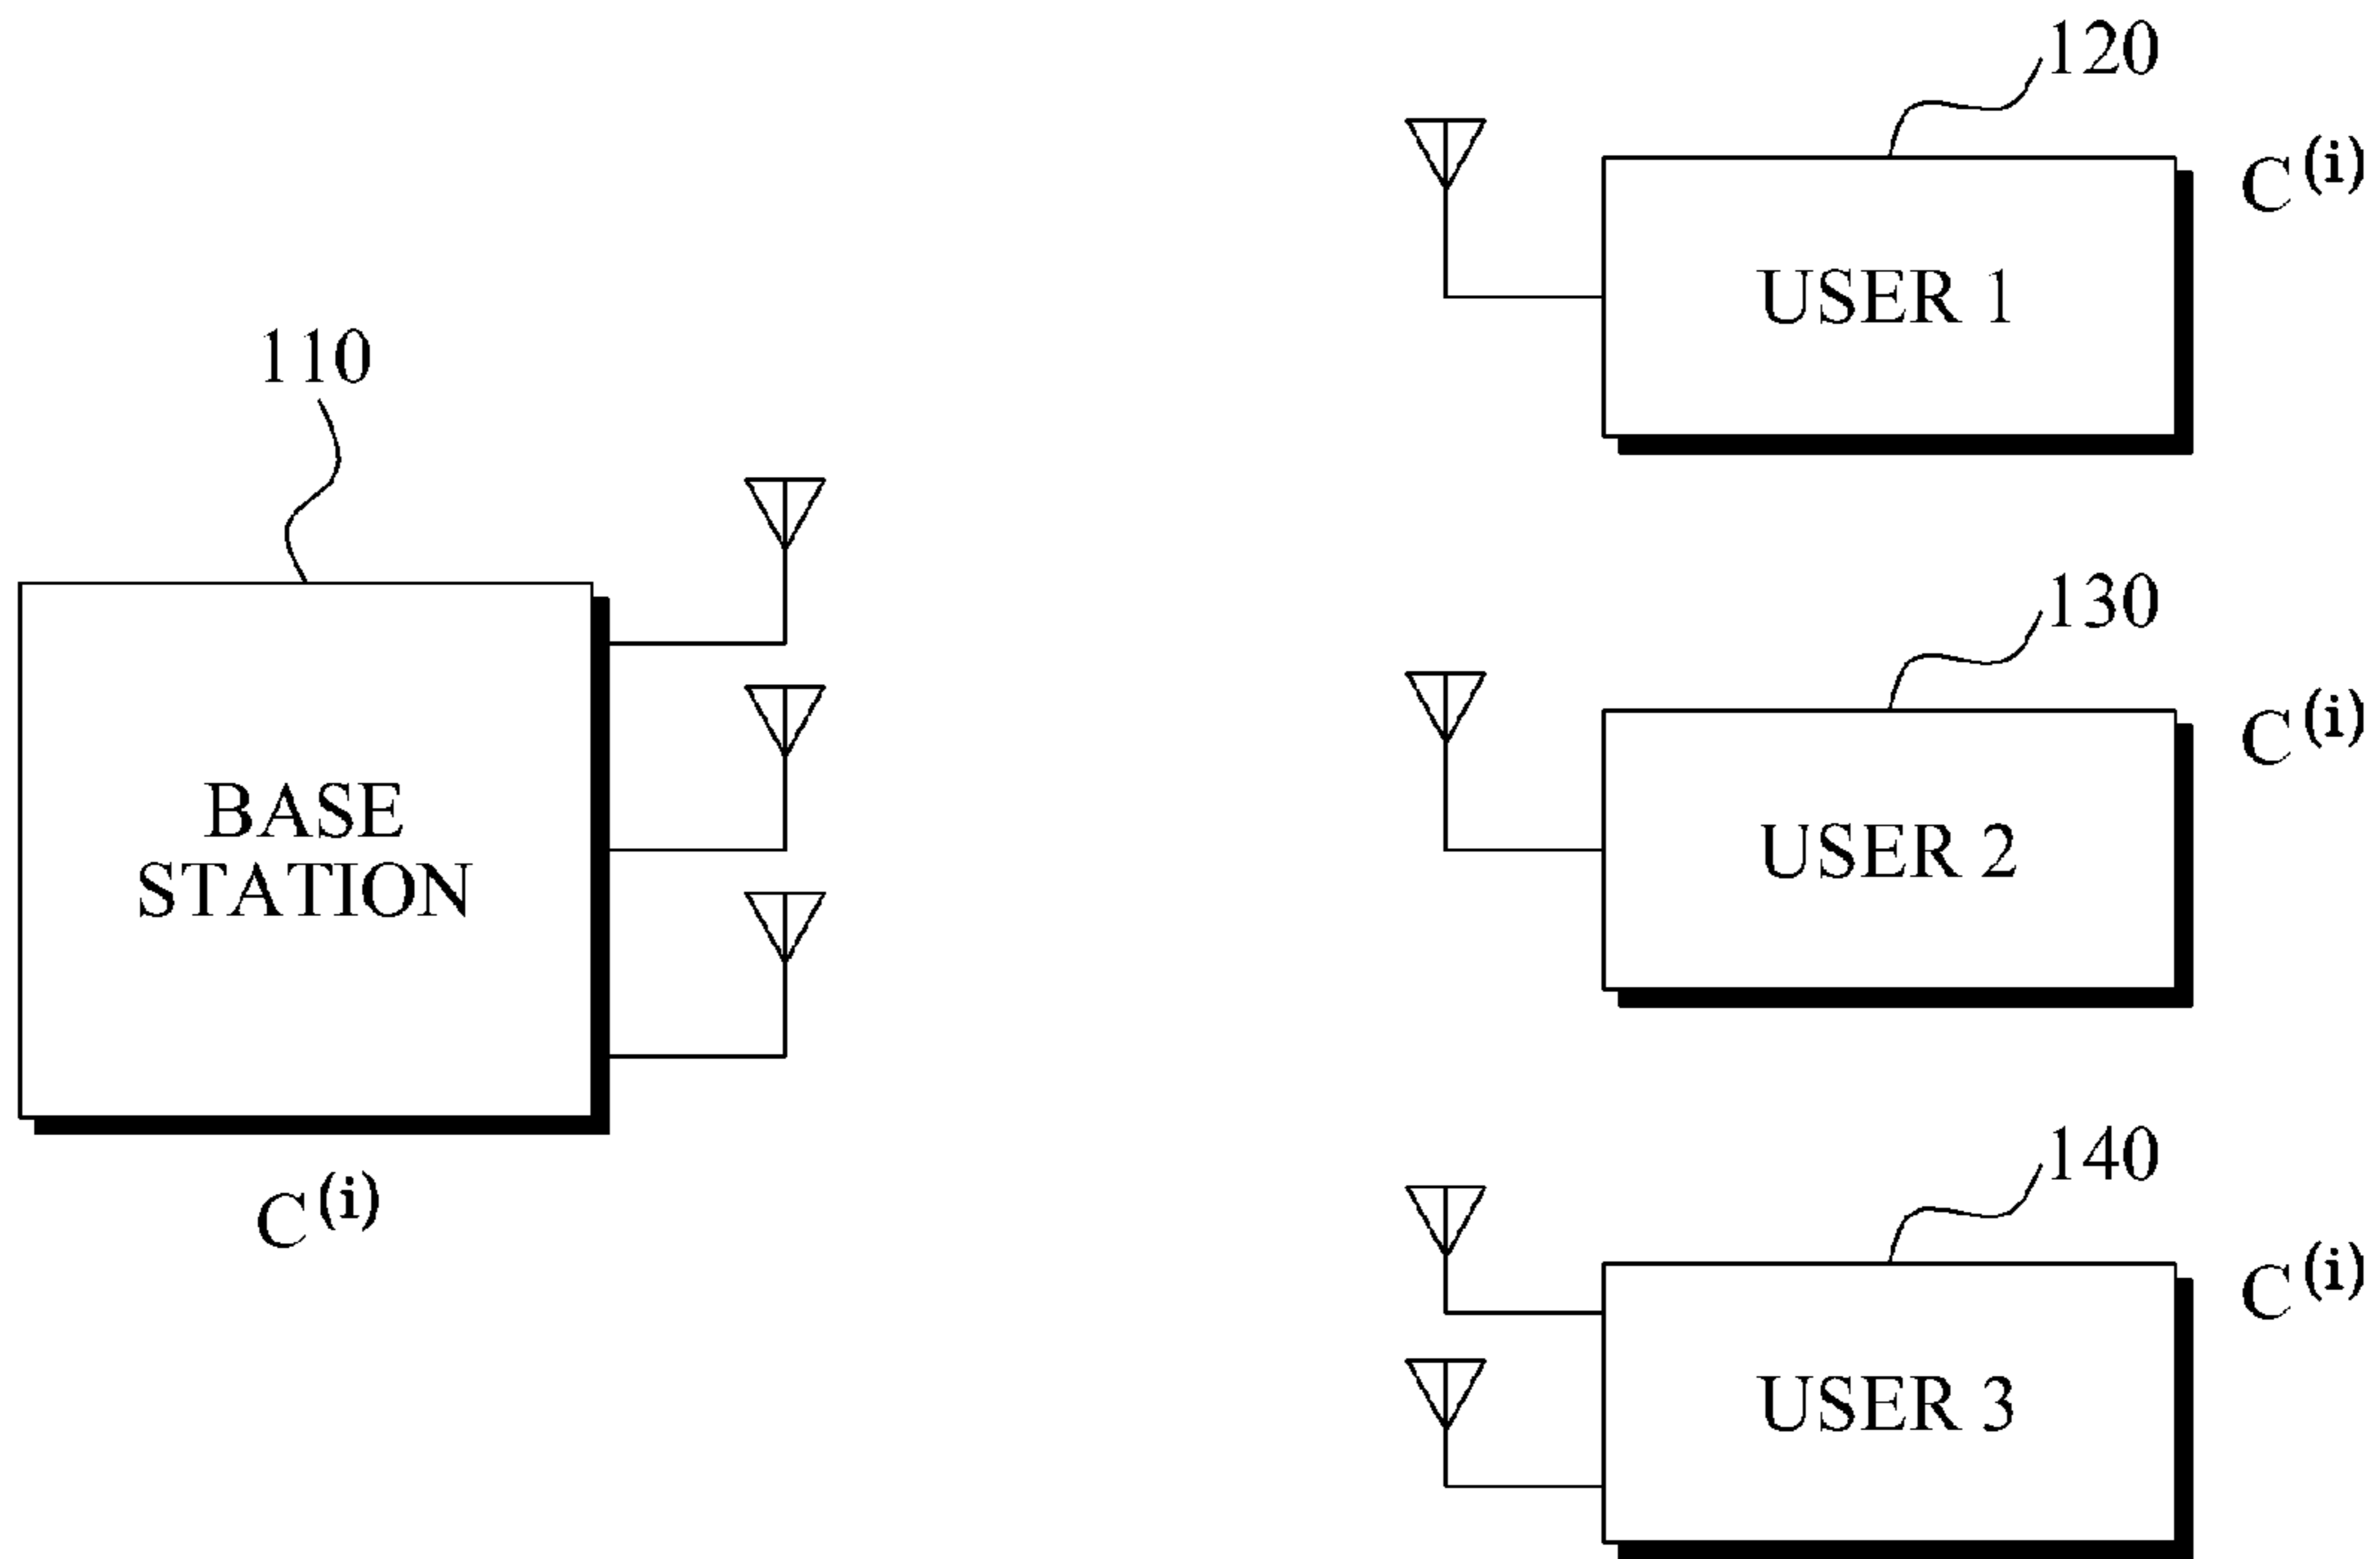 110
BASE
STATION
C(i)
120
C(i)
USER 1
130
C(i)
USER 2
140
C(i)
USER 3